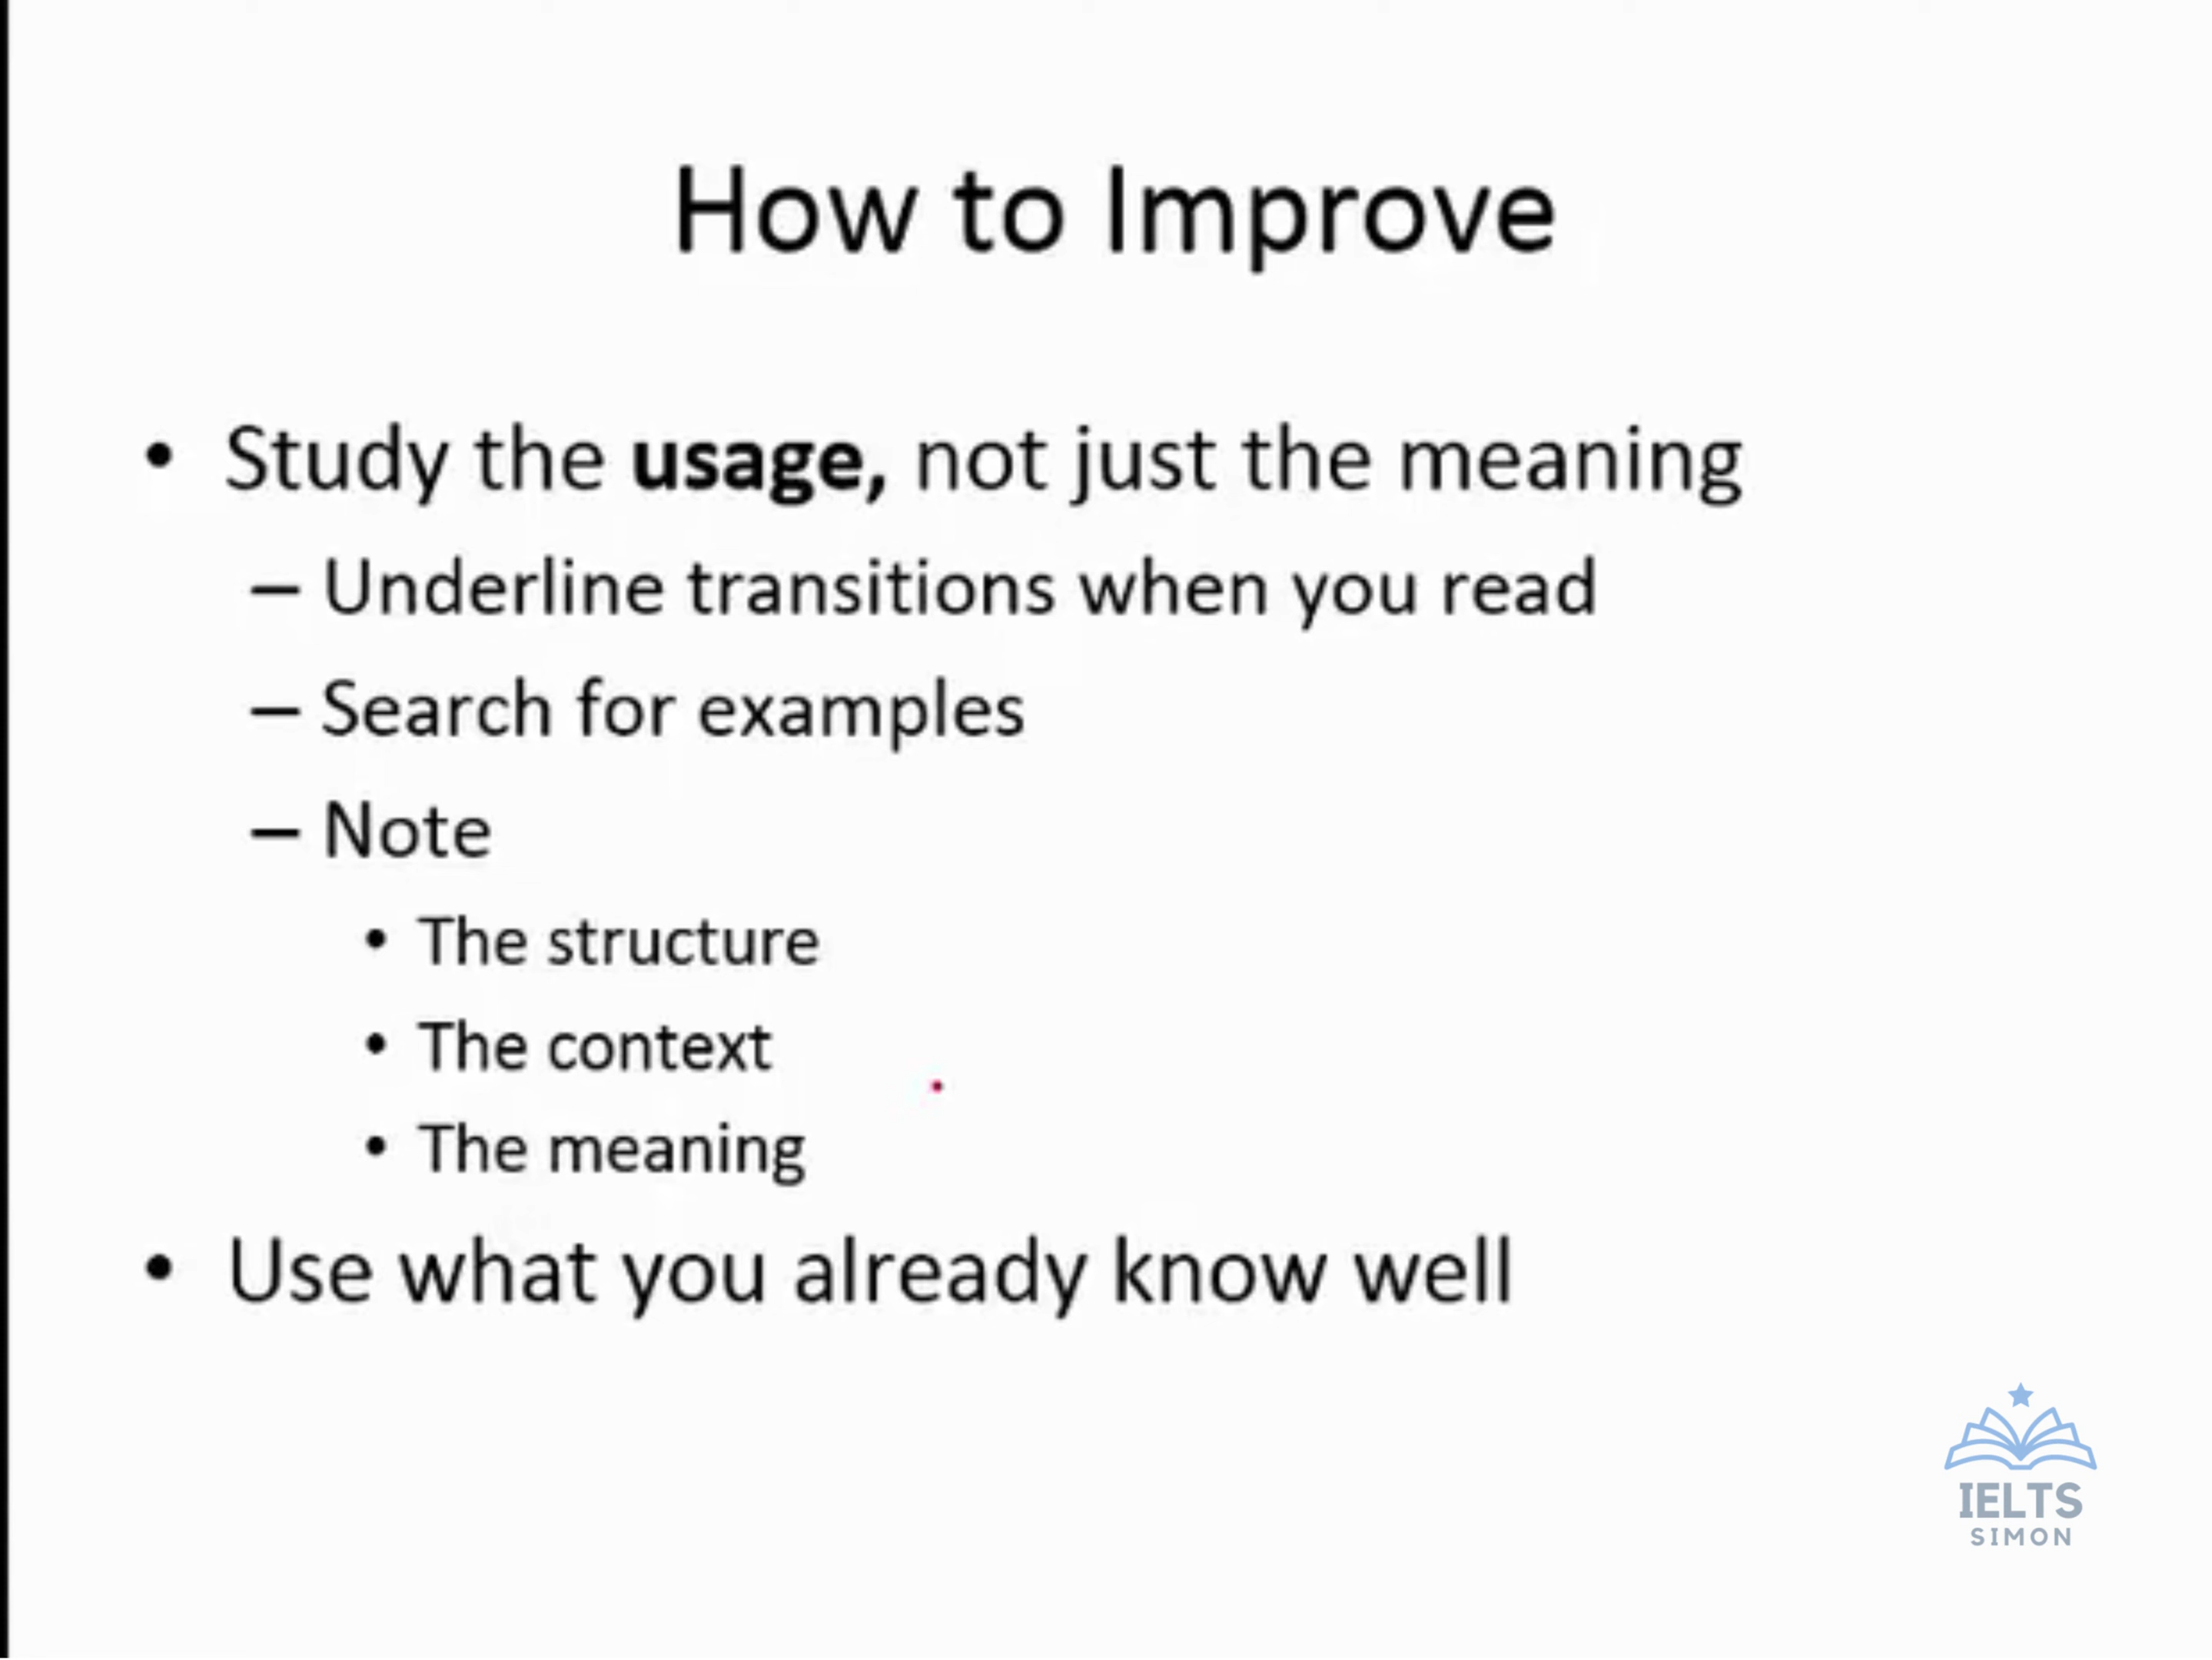 How to Improve
• Study the usage, not just the meaning
– Underline transitions when you read
– Search for examples
– Note
• The structure
• The context
• The meaning
• Use what you already know well
IELTS
SIMON